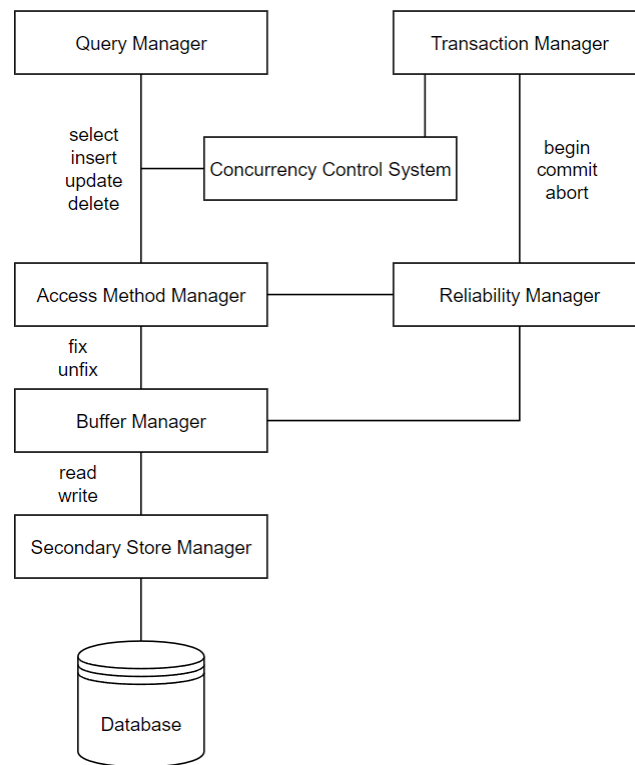 Query Manager
Transaction Manager
select
insert
update
delete
Concurrency Control System
begin
commit
abort
Access Method Manager
Reliability Manager
fix
unfix
Buffer Manager
read
write
Secondary Store Manager
Database